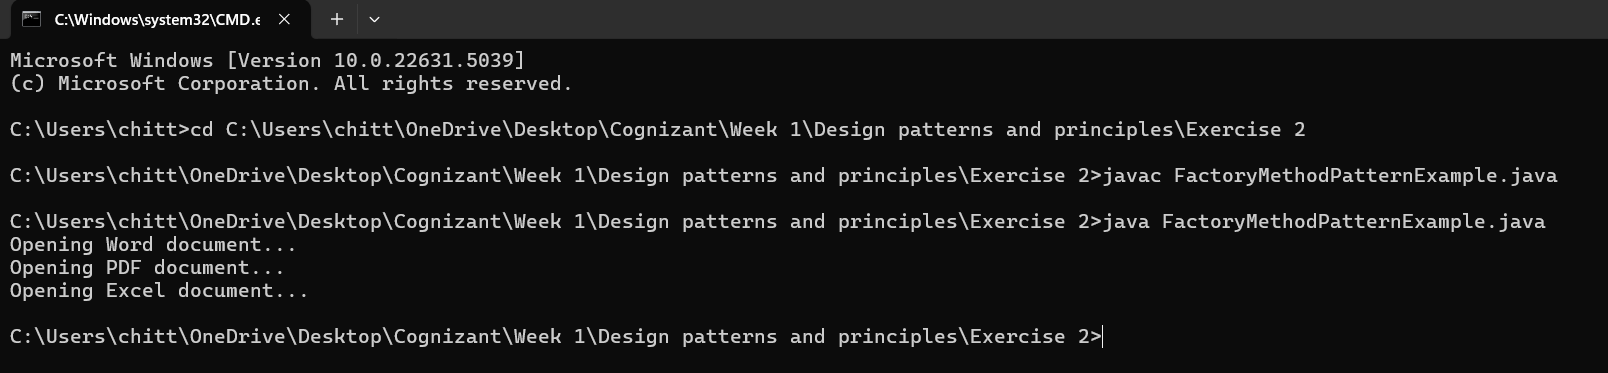 C:\Windows\system32\CMD.e
Microsoft Windows [Version 10.0.22631.5039]
(c) Microsoft Corporation. All rights reserved.
C:\Users\chitt>cd C:\Users\chitt\OneDrive\Desktop\Cognizant\Week 1\Design patterns and principles\Exercise 2
C:\Users\chitt\OneDrive\Desktop\Cognizant\Week 1\Design patterns and principles\Exercise 2>javac FactoryMethodPatternExample.java
C:\Users\chitt\OneDrive\Desktop\Cognizant\Week 1\Design patterns and principles\Exercise 2>java FactoryMethodPatternExample.java
Opening Word document...
Opening PDF document...
Opening Excel document...
C:\Users\chitt\OneDrive\Desktop\Cognizant\Week 1\Design patterns and principles\Exercise 2>